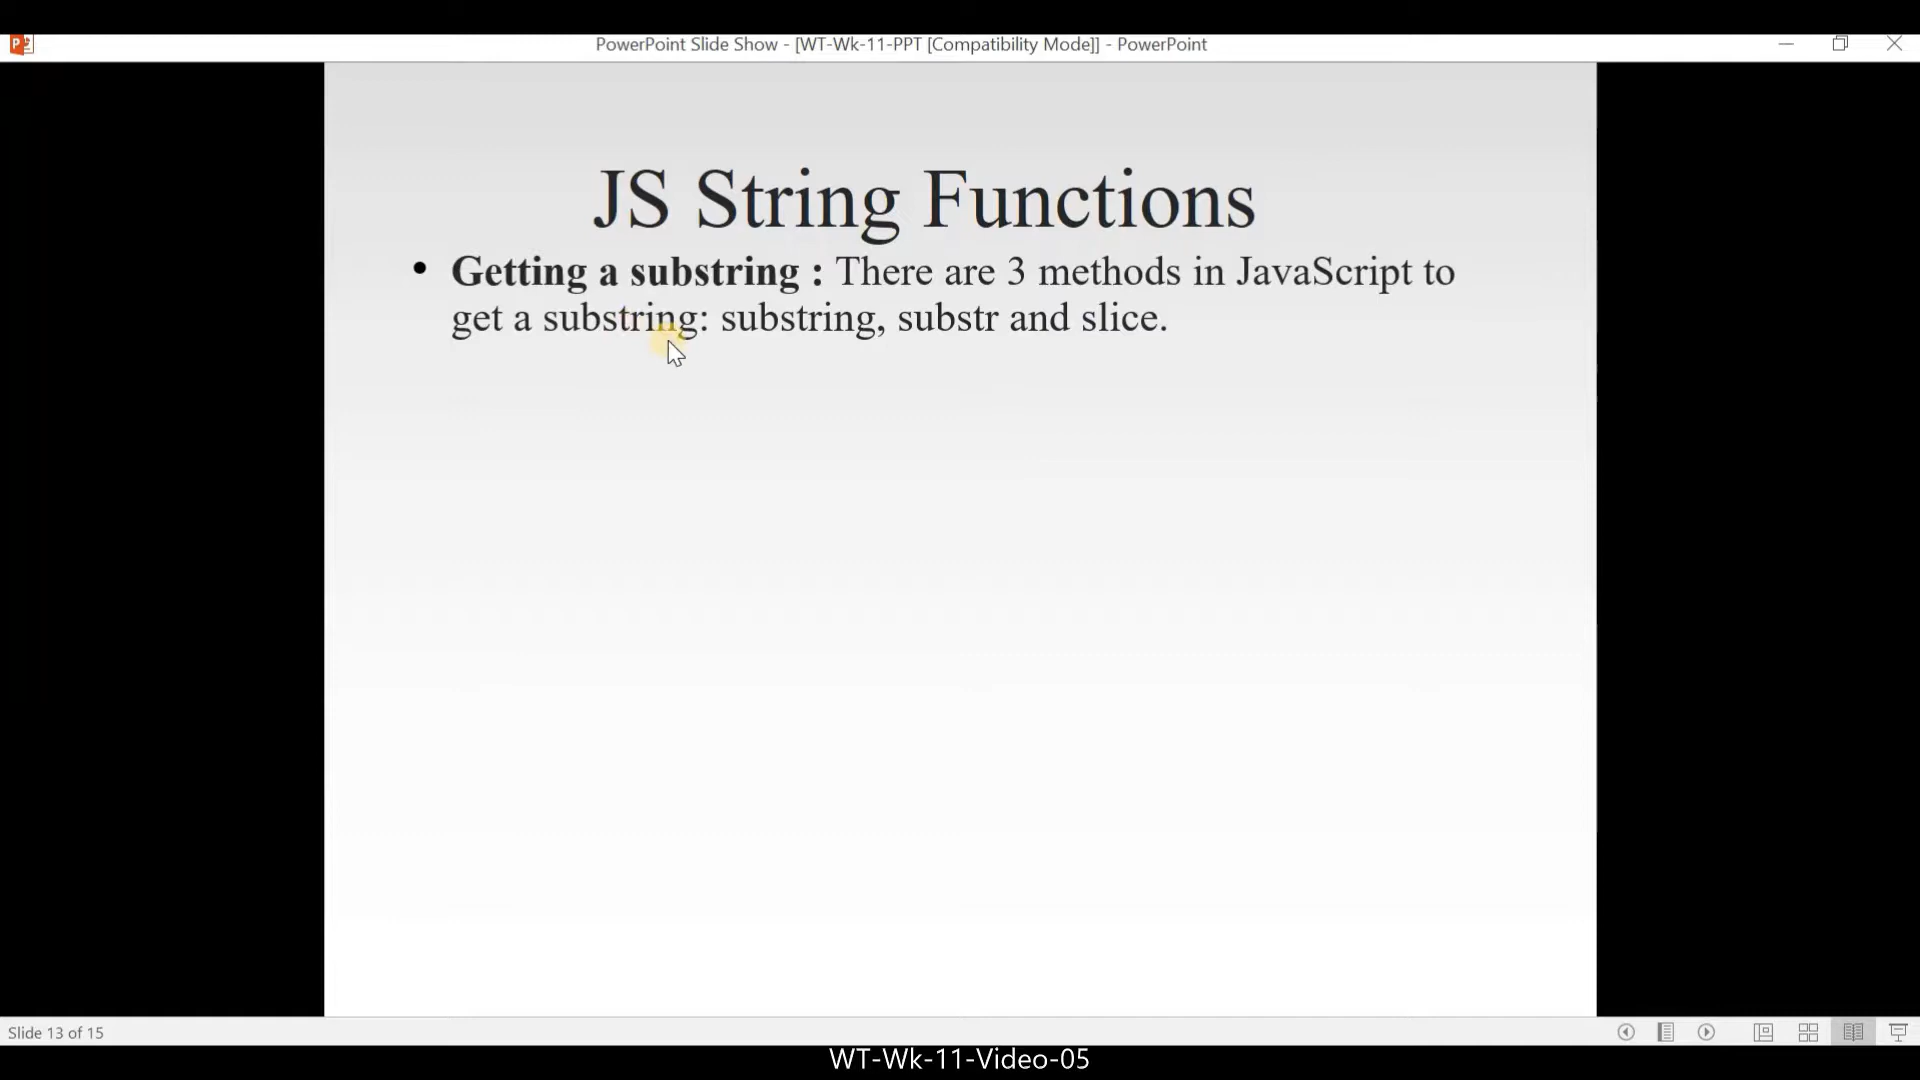 PowerPoint Slide Show - [WT-Wk-11-PPT [Compatibility Mode]] - PowerPoint
JS String Functions
• Getting a substring : There are 3 methods in JavaScript to
get a substring: substring, substr and slice.
Slide 13 of 15
WT-Wk-11-Video-05